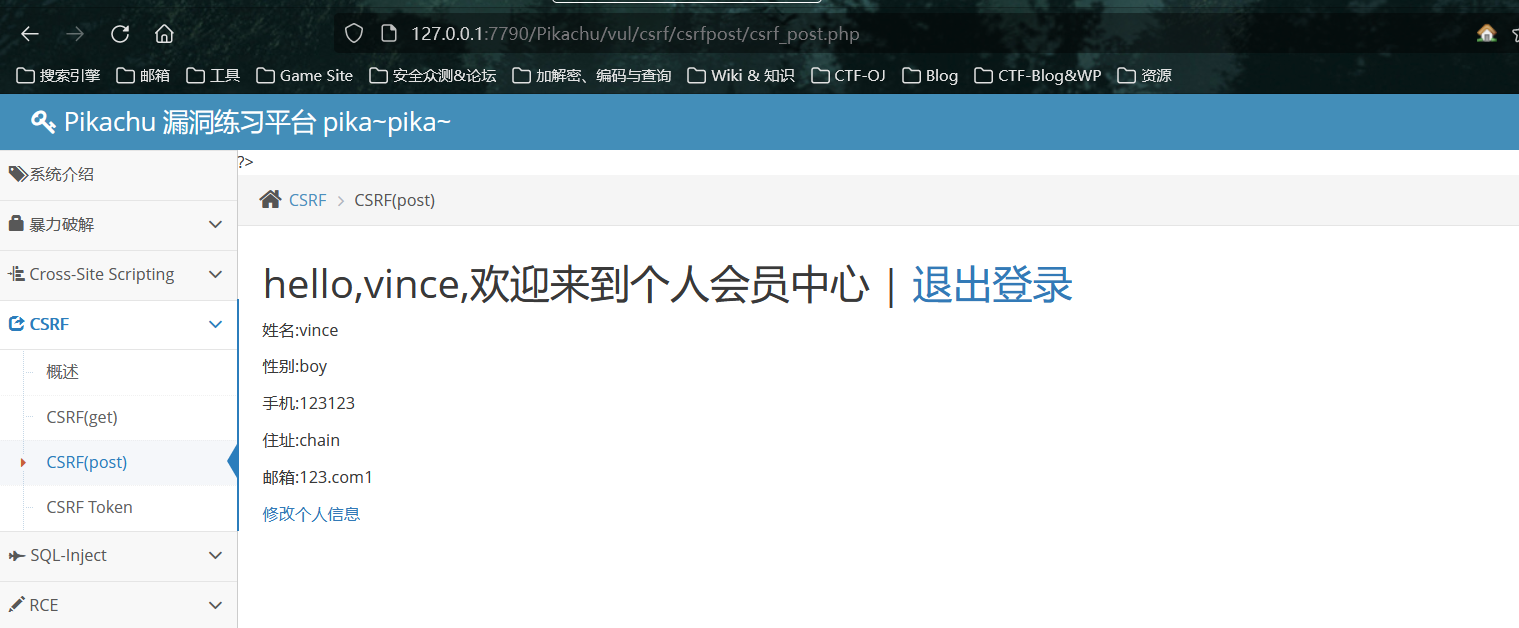 127.0.0.1:7790/Pikachu/vul/csrf/csrfpost/csrf_post.php
搜索引擎 邮箱 工具 Game Site 安全众测&论坛 加解密、编码与查询 Wiki & 知识 CTF-OJ Blog CTF-Blog&WP 资源
Pikachu 漏洞练习平台 pika~pika~
系统介绍
暴力破解
Cross-Site Scripting
CSRF
概述
CSRF(get)
CSRF(post)
CSRF Token
SQL-Inject
RCE
?>
CSRF > CSRF(post)
hello,vince,欢迎来到个人会员中心 | 退出登录
姓名:vince
性别:boy
手机:123123
住址:chain
邮箱:123.com1
修改个人信息